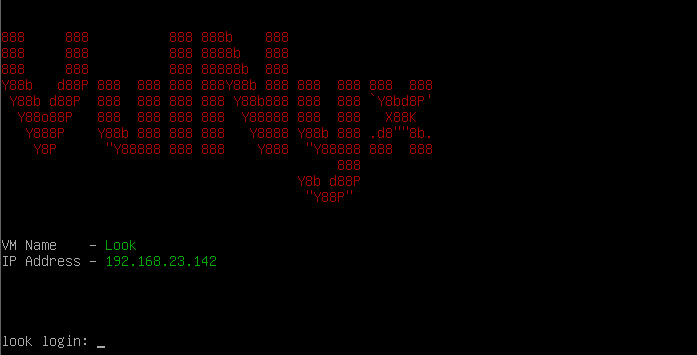 888     888          888 888b    888
888     888          888 8888b   888
888     888          888 88888b  888
Y88b   d88P 888  888 888 888Y88b 888 888  888 888  888
 Y88b d88P  888  888 888 888 Y88b888 888  888 `Y8bd8P'
  Y88o88P   888  888 888 888  Y88888 888  888   X88K
   Y888P    Y88b 888 888 888   Y8888 Y88b 888 .d8""8b.
    Y8P      "Y88888 888 888    Y888  "Y88888 888  888
                                          888
                                     Y8b d88P
                                      "Y88P"
VM Name    - Look
IP Address - 192.168.23.142
look login: _